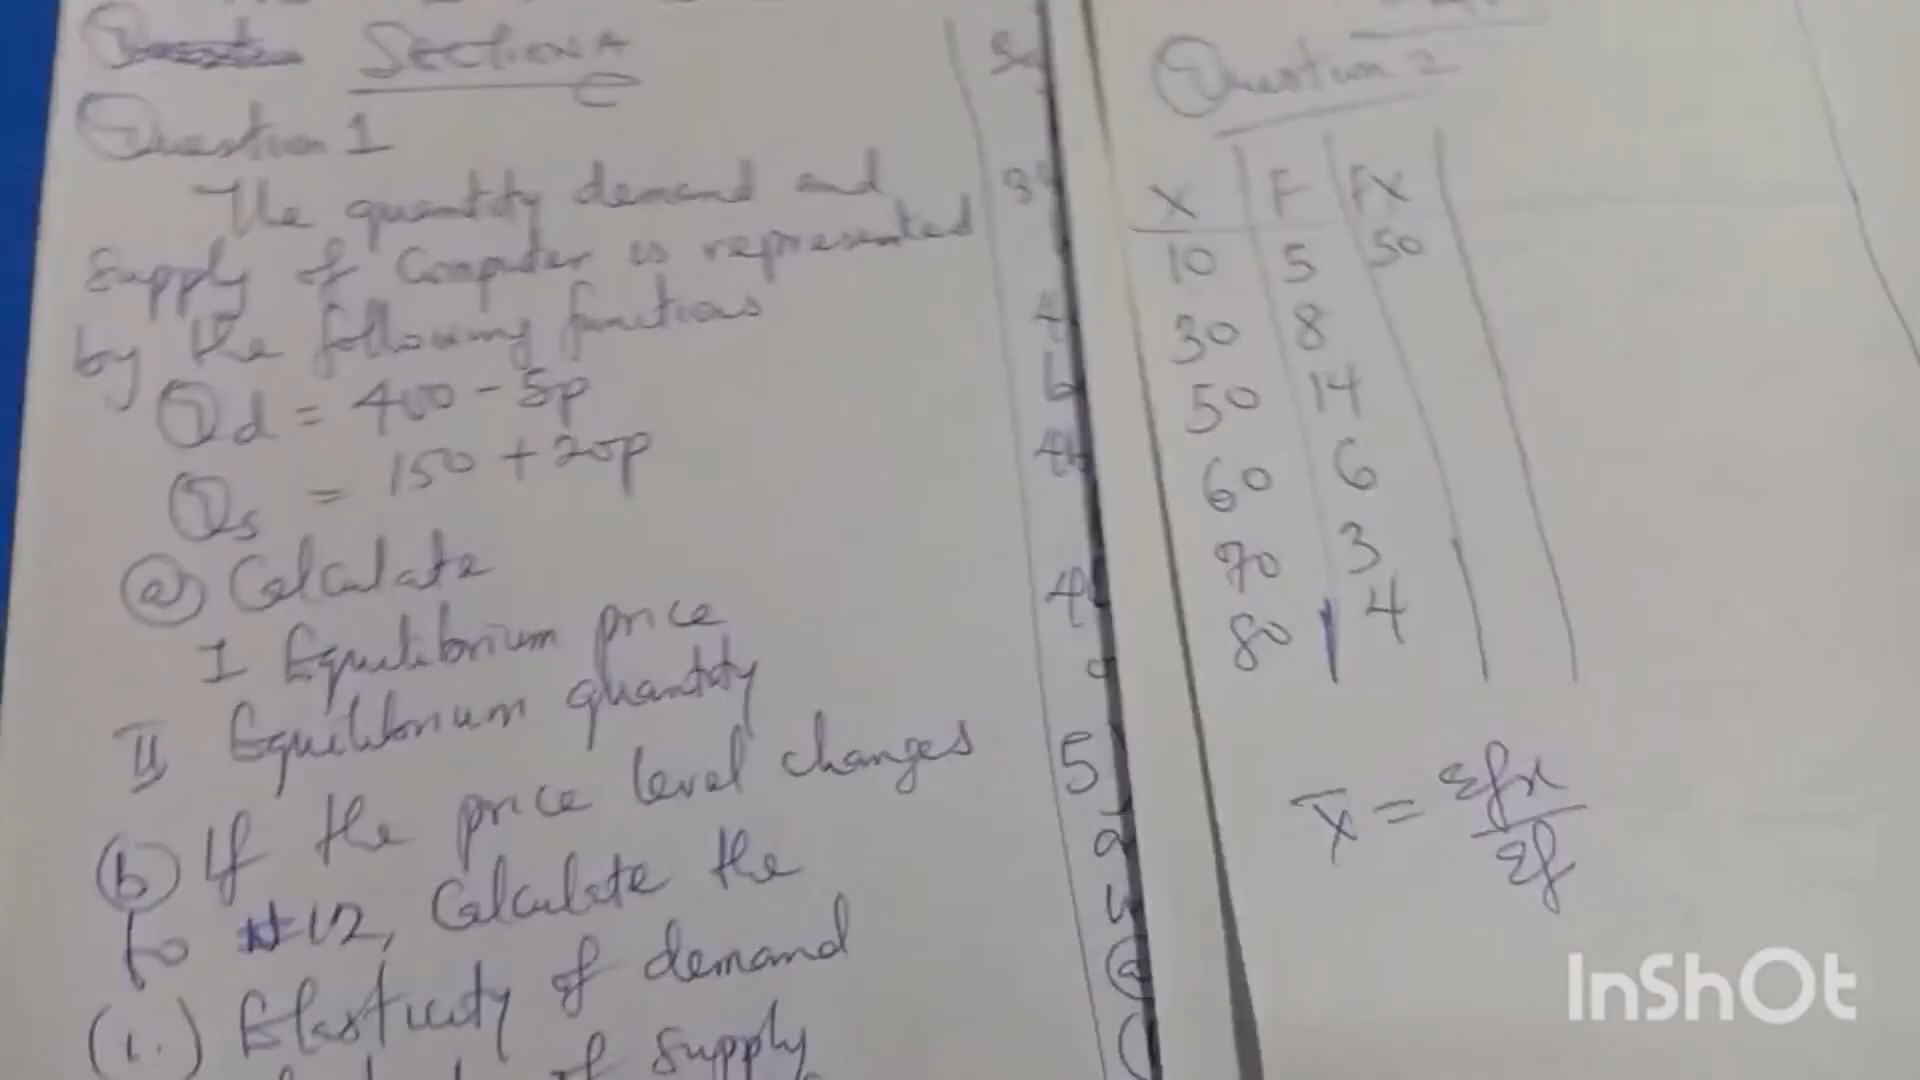 Section A
Question 1
The quantity demand and
Supply of Computer is represented
by the following functions
Qd = 400 - 5p
Qs = 150 + 20p
(a) Calculate
I Equilibrium price
II Equilibrium quantity
(b) If the price level changes
to ₦12, Calculate the
(i.) Elasticity of demand
of supply
Question 2
X F FX
10 5 50
30 8
50 14
60 6
70 3
80 4
X̄ = Σfx
Σf
InShOt